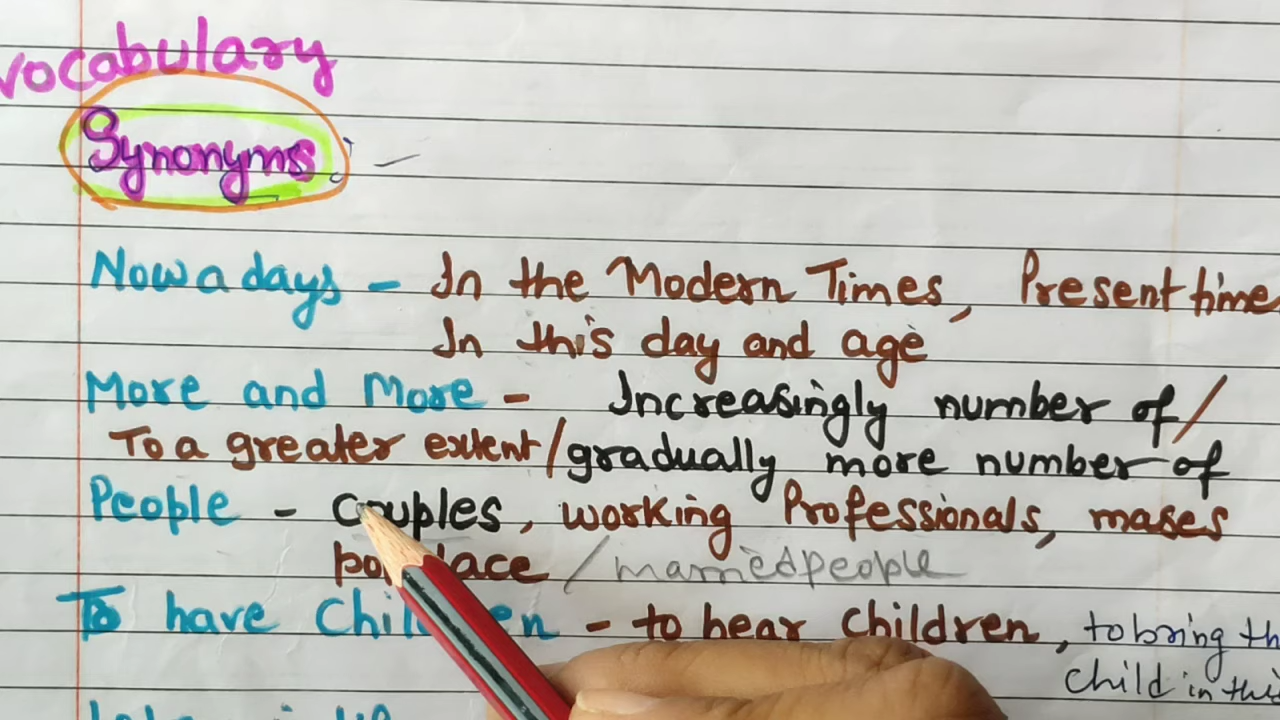 Vocabulary
Synonyms : -
Nowadays - In the Modern Times, Present time
In this day and age
More and More - Increasingly number of /
To a greater extent / gradually more number of
People - couples, working Professionals, mases
/ married people
To have Children - to bear children, to bring th
child in this